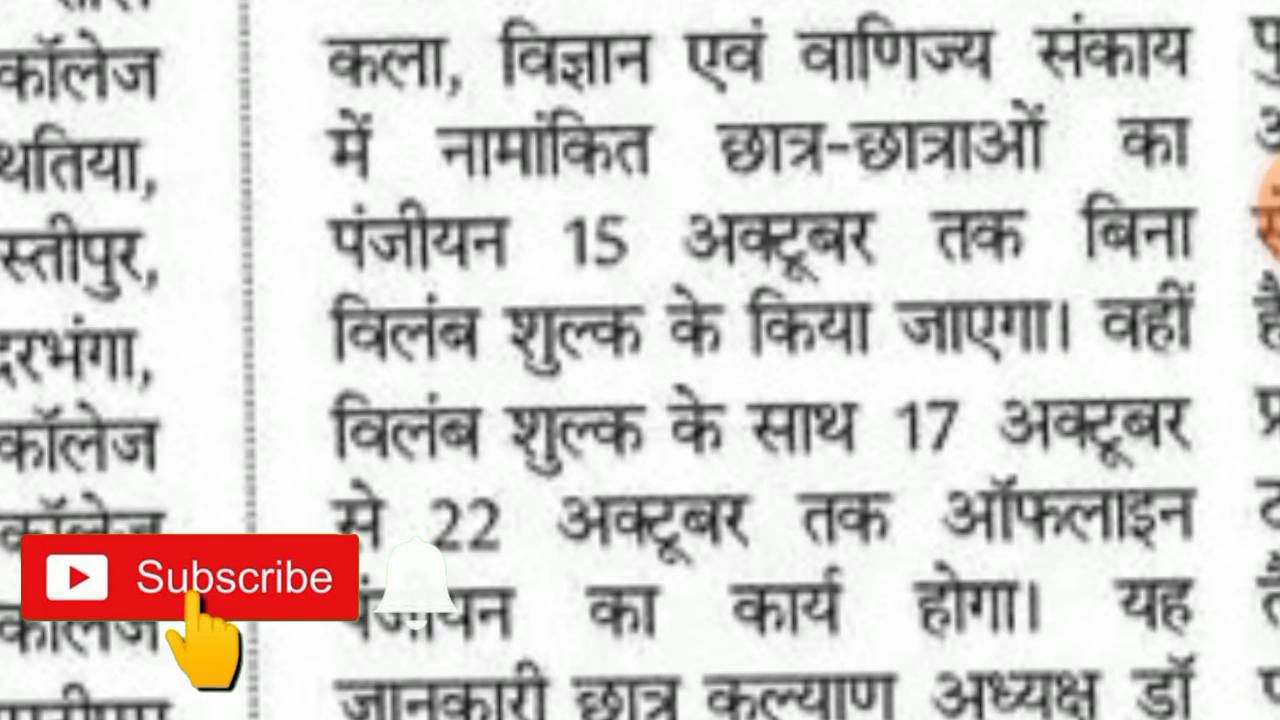 कॉलेज
थतिया,
स्तीपुर,
दरभंगा,
कॉलेज
कॉलेज
कॉलेज
कला, विज्ञान एवं वाणिज्य संकाय
में नामांकित छात्र-छात्राओं का
पंजीयन 15 अक्टूबर तक बिना
विलंब शुल्क के किया जाएगा। वहीं
विलंब शुल्क के साथ 17 अक्टूबर
से 22 अक्टूबर तक ऑफलाइन
पंजीयन का कार्य होगा। यह
जानकारी छात्र कल्याण अध्यक्ष डॉ
Subscribe